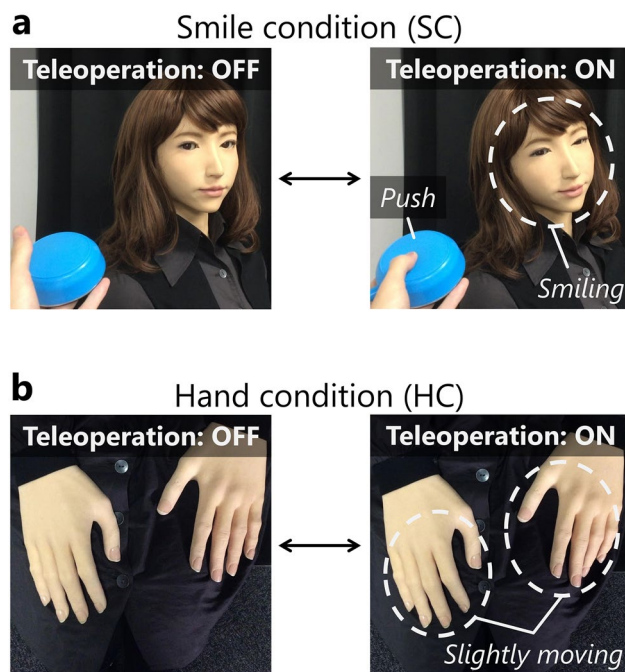 a
Smile condition (SC)
Teleoperation: OFF
Teleoperation: ON
Push
Smiling
b
Hand condition (HC)
Teleoperation: OFF
Teleoperation: ON
Slightly moving